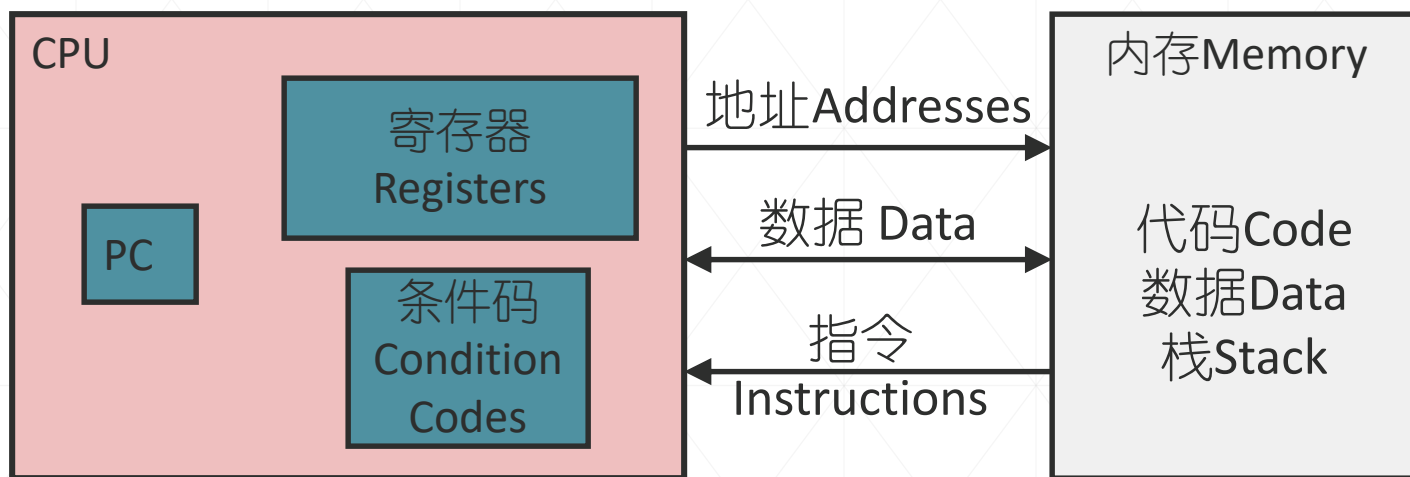 CPU
寄存器
Registers
PC
条件码
Condition
Codes
地址Addresses
数据 Data
指令
Instructions
内存Memory
代码Code
数据Data
栈Stack